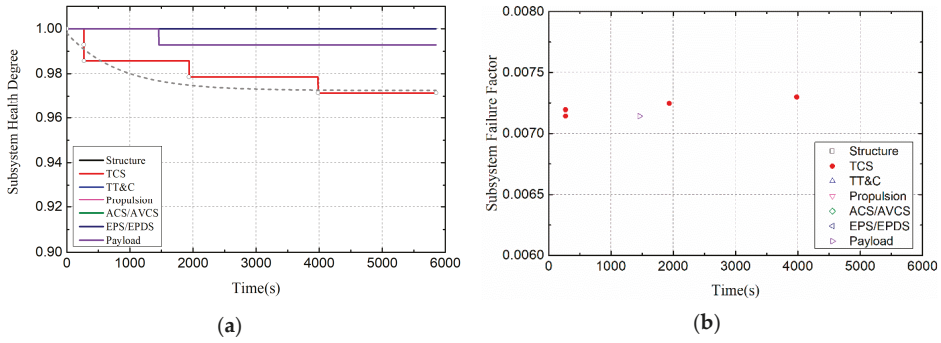 1.00
0.98
0.96
0.94
0.92
0.90
Subsystem Health Degree
Structure
TCS
TT&C
Propulsion
ACS/AVCS
EPS/EPDS
Payload
0 1000 2000 3000 4000 5000 6000
Time(s)
(a)
0.0080
0.0075
0.0070
0.0065
0.0060
Subsystem Failure Factor
Structure
TCS
TT&C
Propulsion
ACS/AVCS
EPS/EPDS
Payload
0 1000 2000 3000 4000 5000 6000
Time(s)
(b)